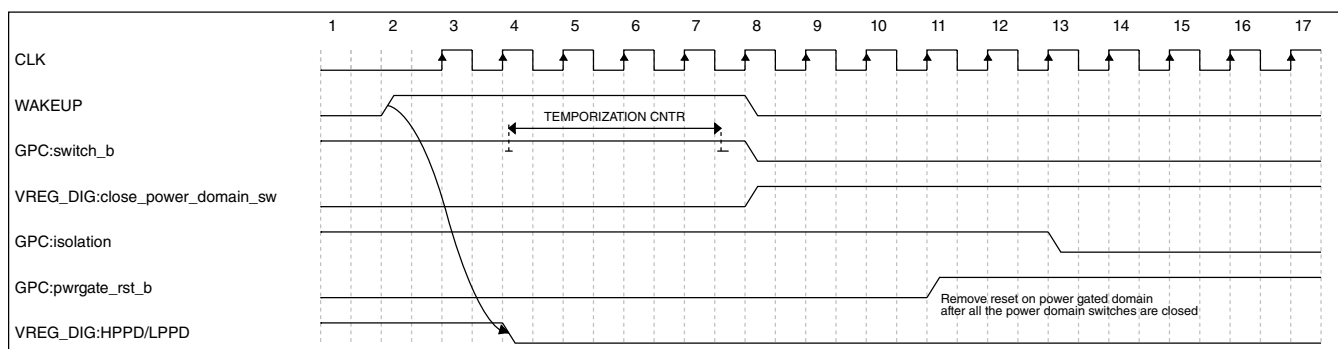 1 2 3 4 5 6 7 8 9 10 11 12 13 14 15 16 17
CLK
WAKEUP
TEMPORIZATION CNTR
GPC:switch_b
VREG_DIG:close_power_domain_sw
GPC:isolation
GPC:pwrgate_rst_b
Remove reset on power gated domain
after all the power domain switches are closed
VREG_DIG:HPPD/LPPD